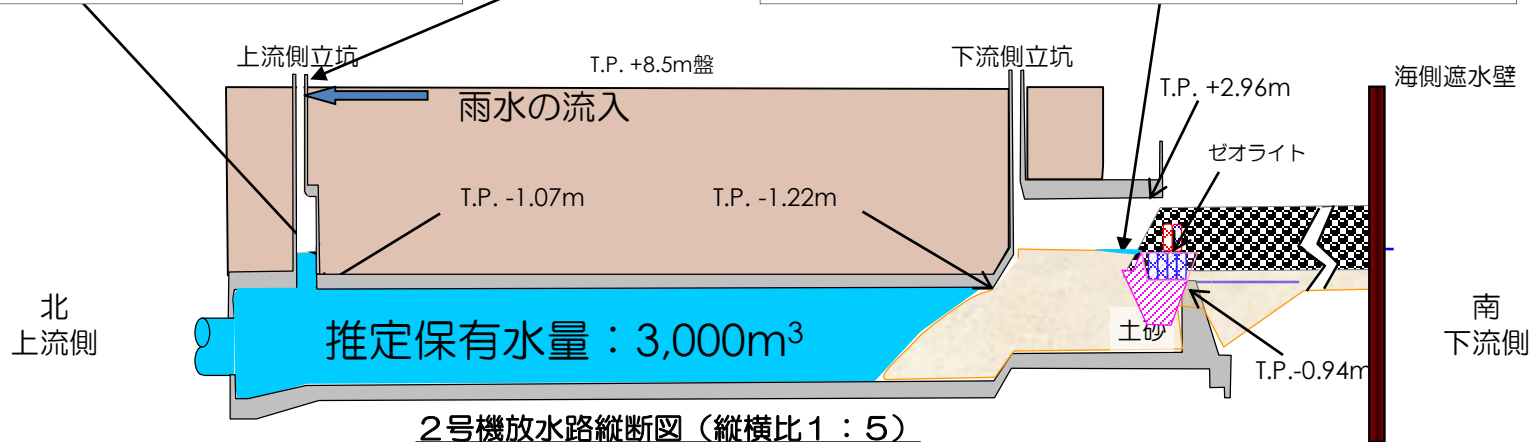 上流側立坑
T.P. +8.5m盤
下流側立坑
海側遮水壁
T.P. +2.96m
雨水の流入
ゼオライト
T.P. -1.07m
T.P. -1.22m
北
上流側
推定保有水量：3,000m³
土砂
南
下流側
T.P.-0.94m
２号機放水路縦断図（縦横比１：５）